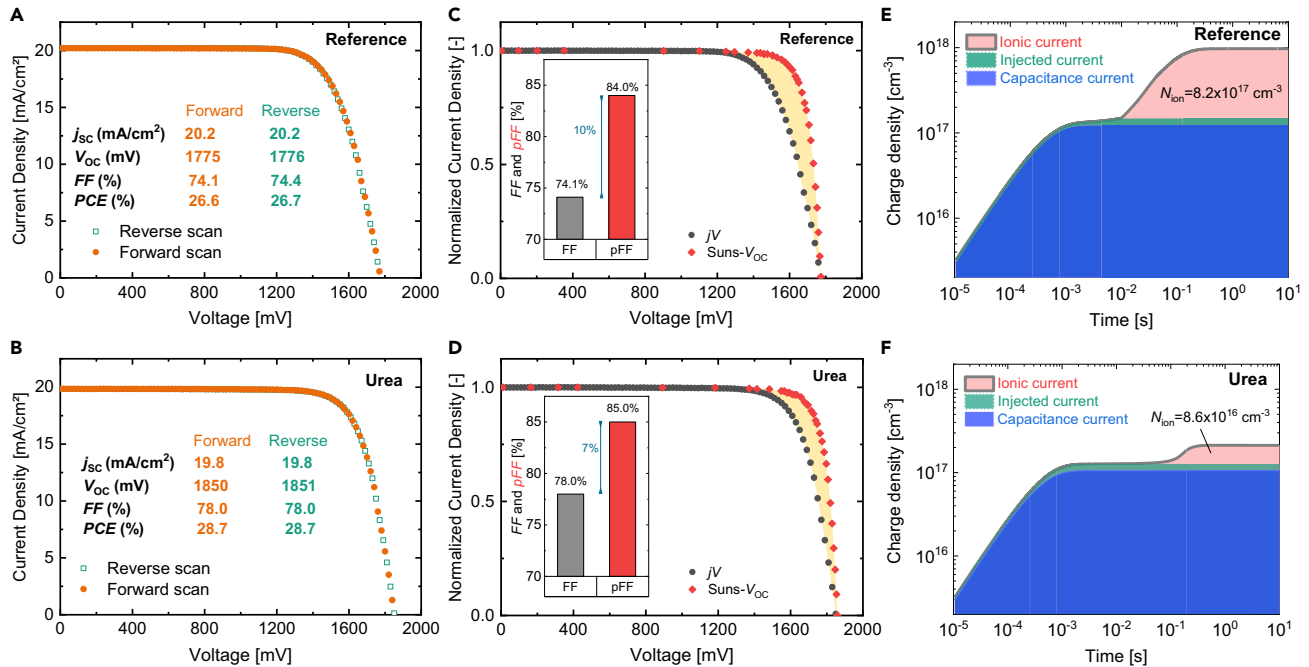 A
Reference
Current Density [mA/cm²]
20
15
10
5
0
Forward Reverse
jSC (mA/cm²) 20.2 20.2
VOC (mV) 1775 1776
FF (%) 74.1 74.4
PCE (%) 26.6 26.7
Reverse scan
Forward scan
0 400 800 1200 1600 2000
Voltage [mV]
C
Reference
Normalized Current Density [-]
1.0
0.5
0.0
FF and pFF [%]
85
80
75
70
84.0%
10%
74.1%
FF pFF
jV
Suns-VOC
0 400 800 1200 1600 2000
Voltage [mV]
E
Reference
Charge density [cm⁻³]
10¹⁸
10¹⁷
10¹⁶
Ionic current
Injected current
Capacitance current
Nion=8.2x10¹⁷ cm⁻³
10⁻⁵ 10⁻⁴ 10⁻³ 10⁻² 10⁻¹ 10⁰ 10¹
Time [s]
B
Urea
Current Density [mA/cm²]
20
15
10
5
0
Forward Reverse
jSC (mA/cm²) 19.8 19.8
VOC (mV) 1850 1851
FF (%) 78.0 78.0
PCE (%) 28.7 28.7
Reverse scan
Forward scan
0 400 800 1200 1600 2000
Voltage [mV]
D
Urea
Normalized Current Density [-]
1.0
0.5
0.0
FF and pFF [%]
85
80
75
70
85.0%
7%
78.0%
FF pFF
jV
Suns-VOC
0 400 800 1200 1600 2000
Voltage [mV]
F
Urea
Charge density [cm⁻³]
10¹⁸
10¹⁷
10¹⁶
Ionic current
Injected current
Capacitance current
Nion=8.6x10¹⁶ cm⁻³
10⁻⁵ 10⁻⁴ 10⁻³ 10⁻² 10⁻¹ 10⁰ 10¹
Time [s]